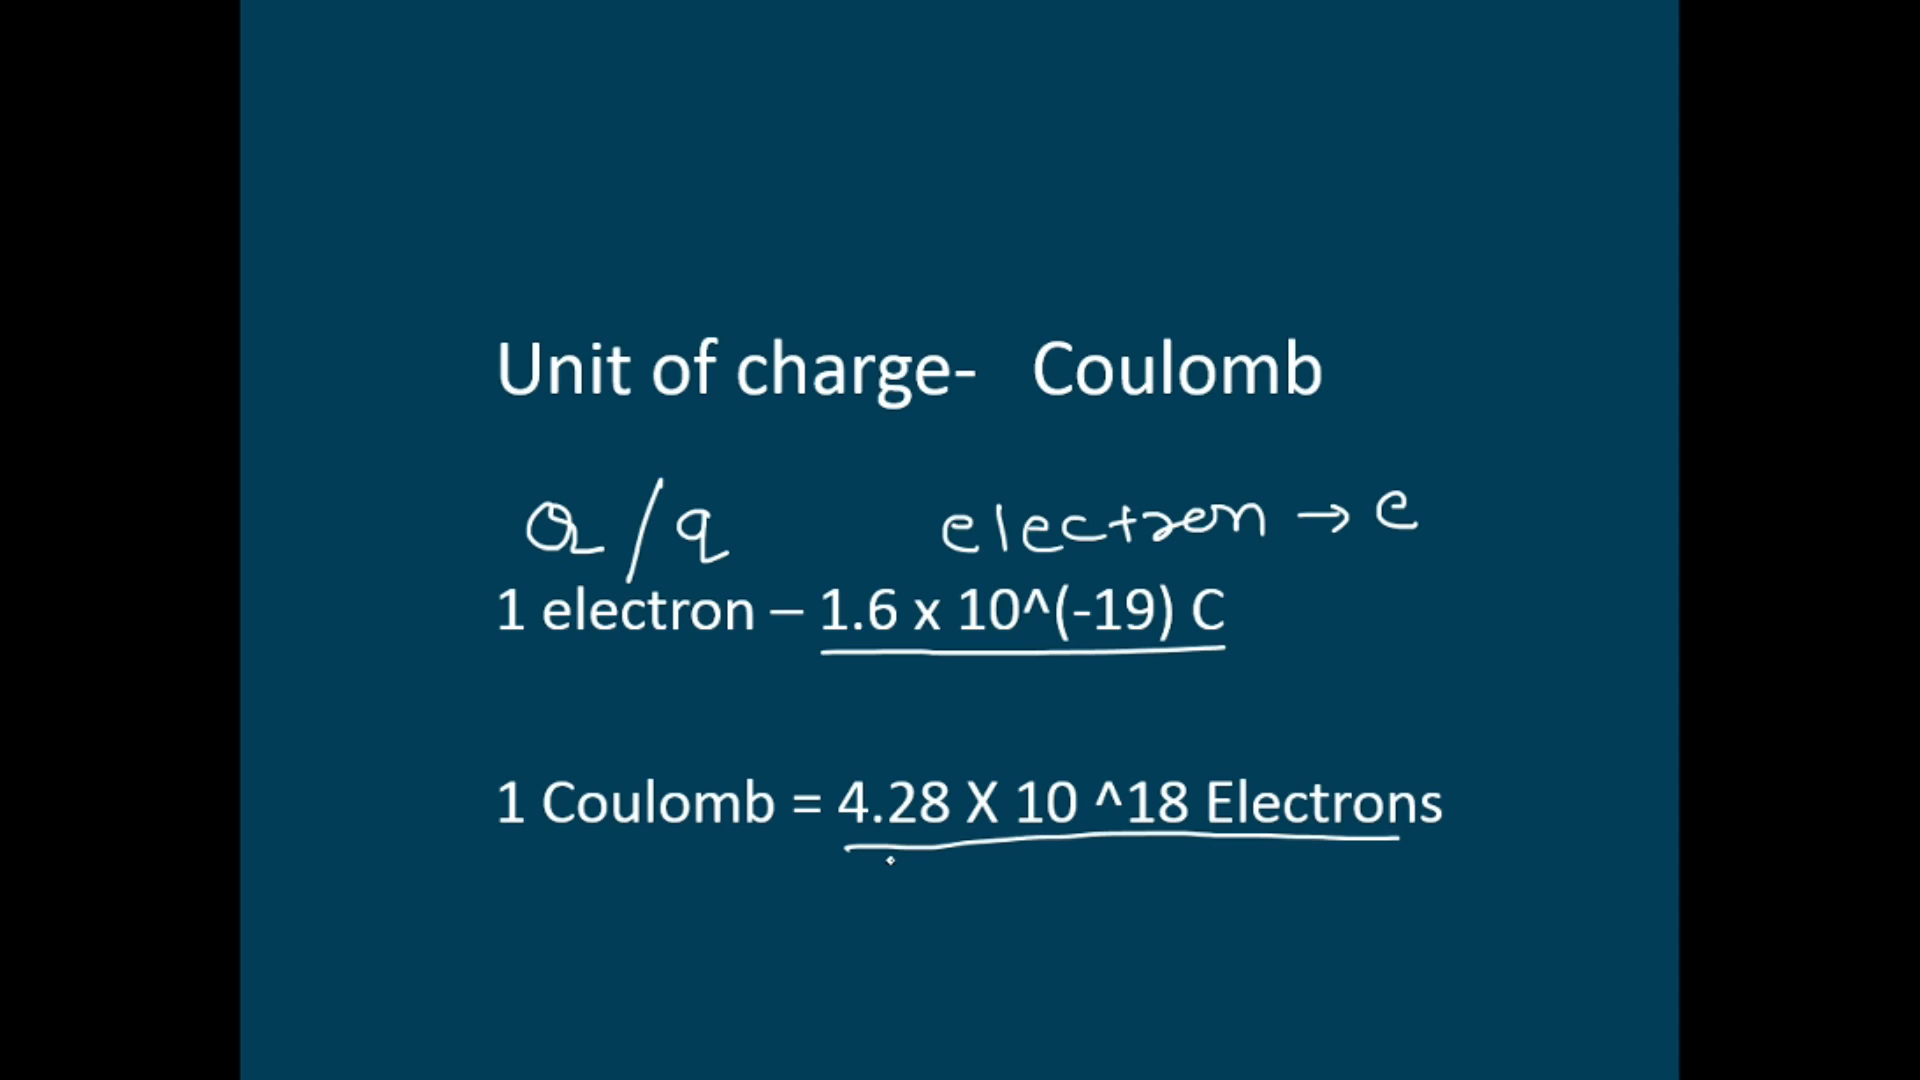 Unit of charge- Coulomb
Q / q electron → e
1 electron – 1.6 x 10^(-19) C
1 Coulomb = 4.28 X 10 ^18 Electrons